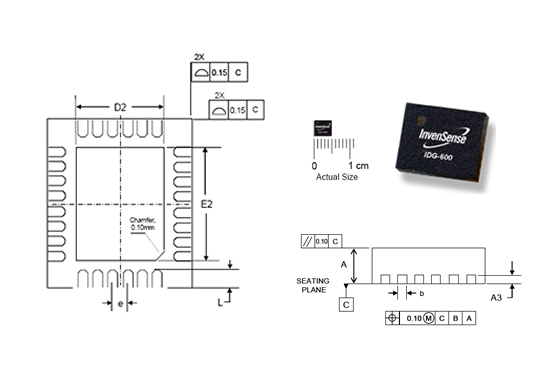 2X
0.15 C
2X
0.15 C
D2
E2
Chamfer,
0.10mm
e
L
InvenSense
0 1 cm
Actual Size
InvenSense
IDG-600
// 0.10 C
A
SEATING
PLANE
C
b
A3
0.10 M C B A